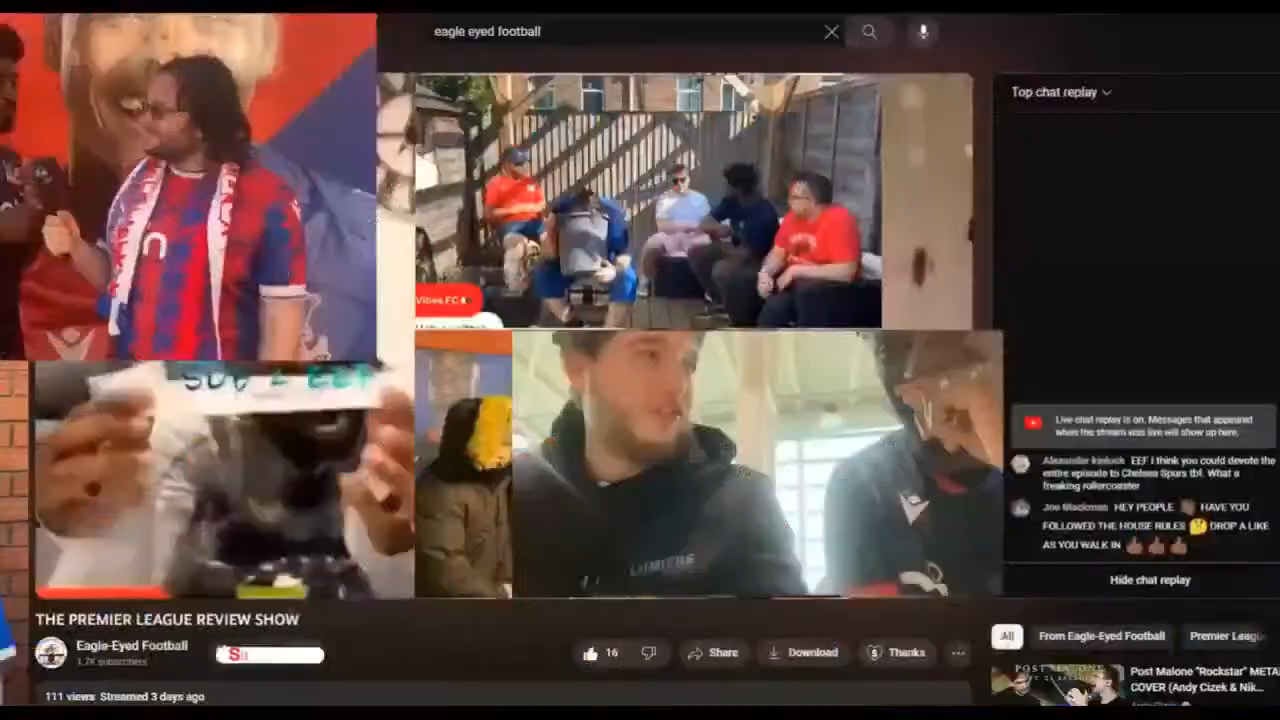 eagle eyed football
Top chat replay
Vibes FC
Live chat replay is on. Messages that appeared
when the stream was live will show up here.
EEF I think you could devote the
entire episode to Chelsea Spurs tbf. What a
freaking rollercoaster
Joe Blackman HEY PEOPLE HAVE YOU
FOLLOWED THE HOUSE RULES 🤔 DROP A LIKE
AS YOU WALK IN
Hide chat replay
THE PREMIER LEAGUE REVIEW SHOW
Eagle-Eyed Football
1.7K subscribers
16
Share
Download
Thanks
All
From Eagle-Eyed Football
Premier Leagu
111 views Streamed 3 days ago
POST MALONE
Post Malone "Rockstar" META
COVER (Andy Cizek & Nik...